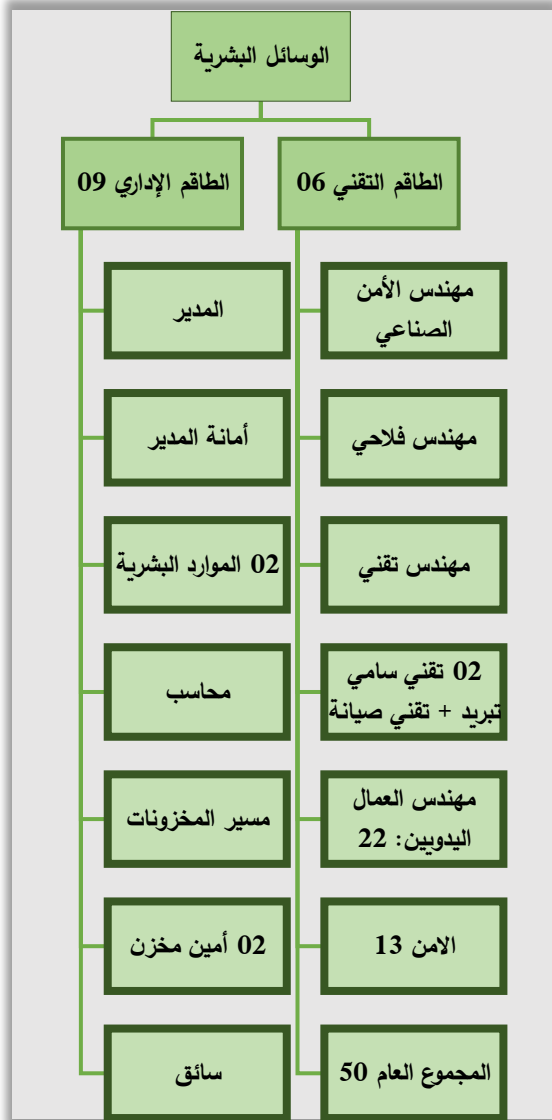 الوسائل البشرية
الطاقم التقني 06
مهندس الأمن
الصناعي
مهندس فلاحي
مهندس تقني
02 تقني سامي
تبريد + تقني صيانة
مهندس العمال
اليدويين: 22
الامن 13
المجموع العام 50
الطاقم الإداري 09
المدير
أمانة المدير
02 الموارد البشرية
محاسب
مسير المخزونات
02 أمين مخزن
سائق